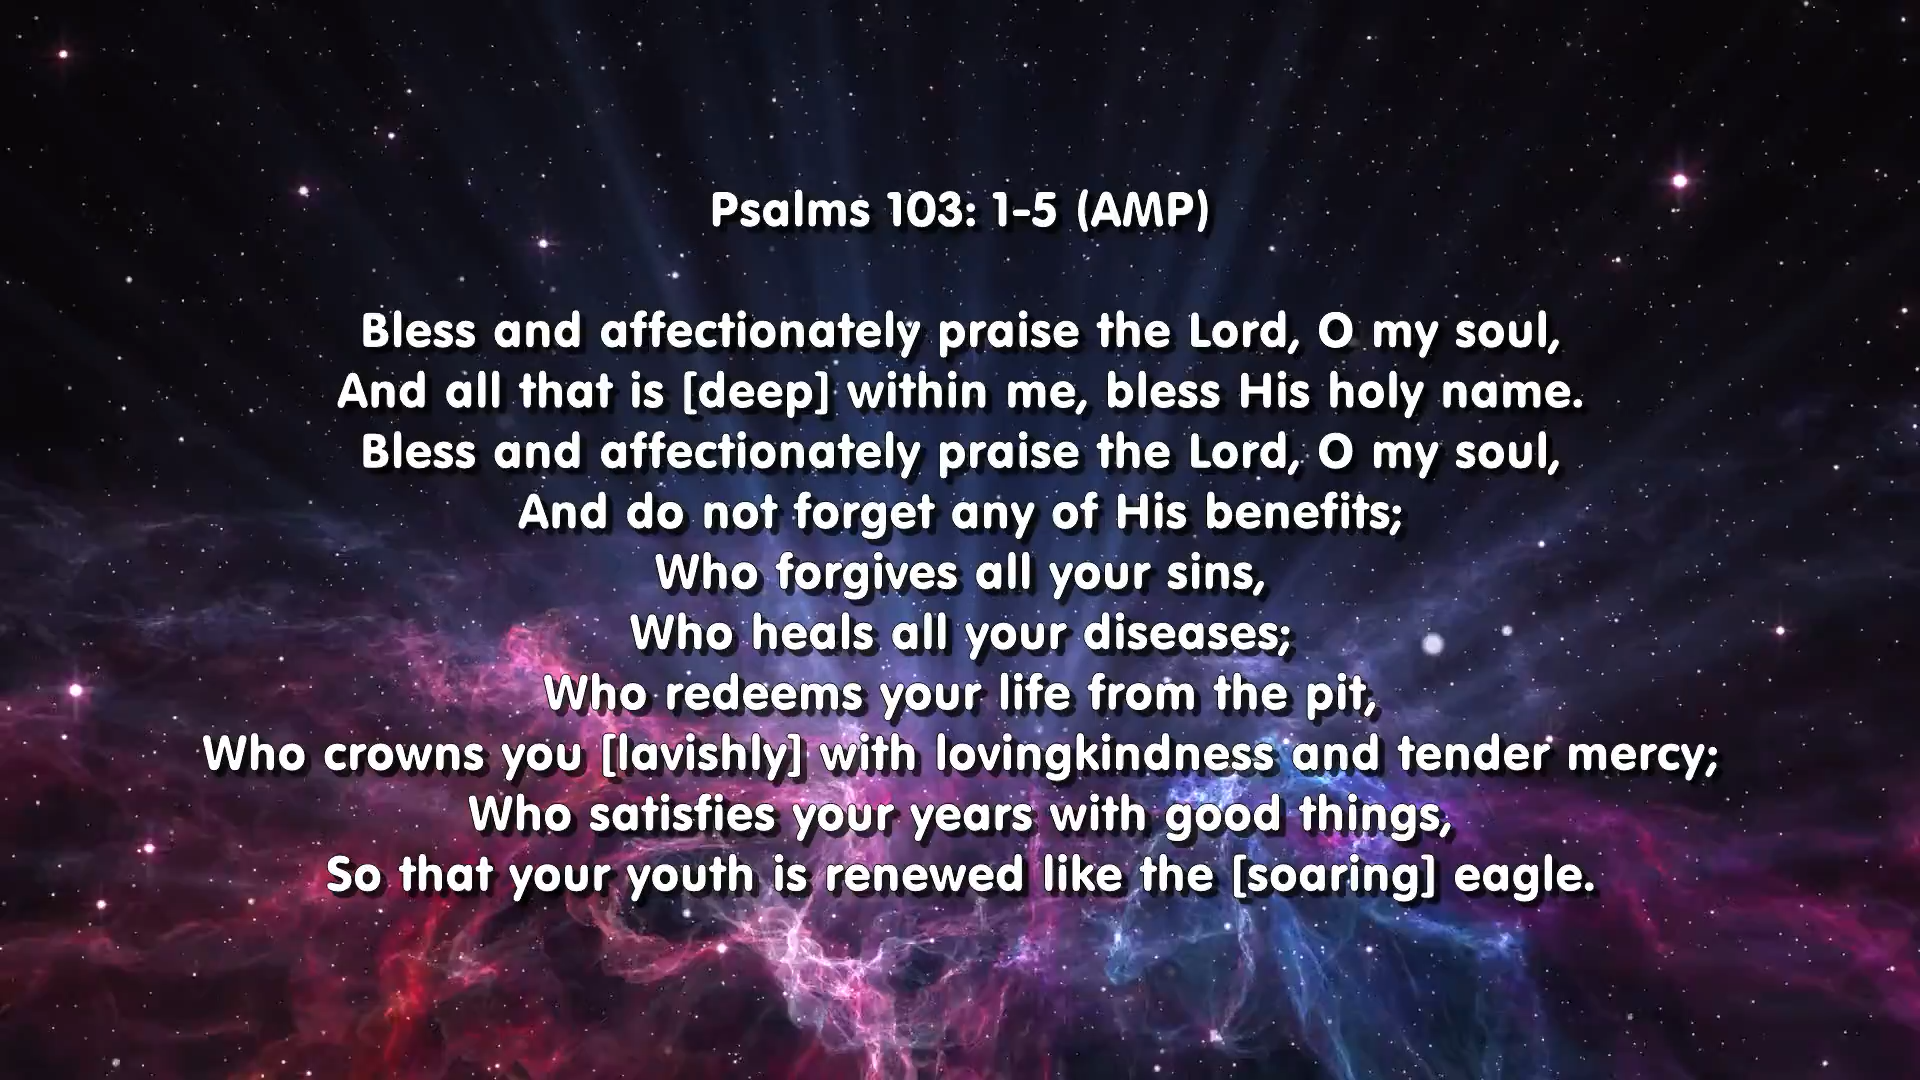 Psalms 103: 1-5 (AMP)
Bless and affectionately praise the Lord, O my soul,
And all that is [deep] within me, bless His holy name.
Bless and affectionately praise the Lord, O my soul,
And do not forget any of His benefits;
Who forgives all your sins,
Who heals all your diseases;
Who redeems your life from the pit,
Who crowns you [lavishly] with lovingkindness and tender mercy;
Who satisfies your years with good things,
So that your youth is renewed like the [soaring] eagle.